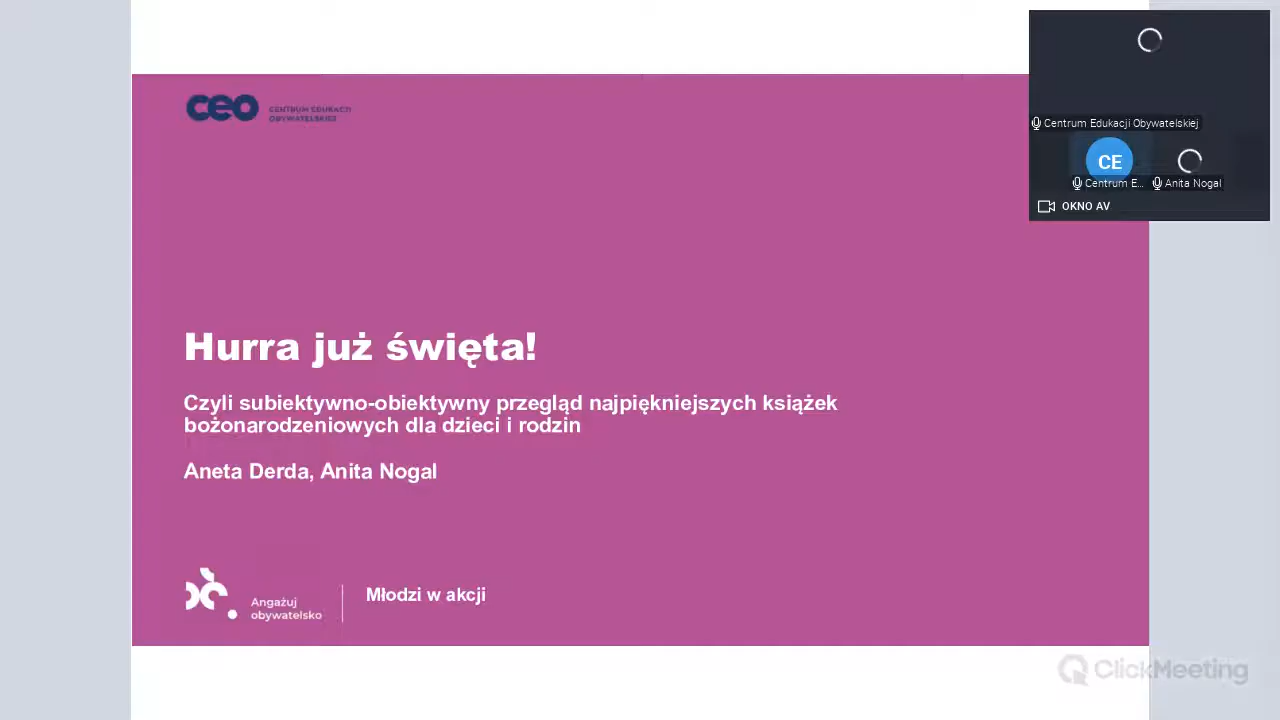 ceo CENTRUM EDUKACJI
OBYWATELSKIEJ
Centrum Edukacji Obywatelskiej
CE
Centrum E... Anita Nogal
OKNO AV
Hurra już święta!
Czyli subiektywno-obiektywny przegląd najpiękniejszych książek
bożonarodzeniowych dla dzieci i rodzin
Aneta Derda, Anita Nogal
Angażuj
obywatelsko
Młodzi w akcji
ClickMeeting